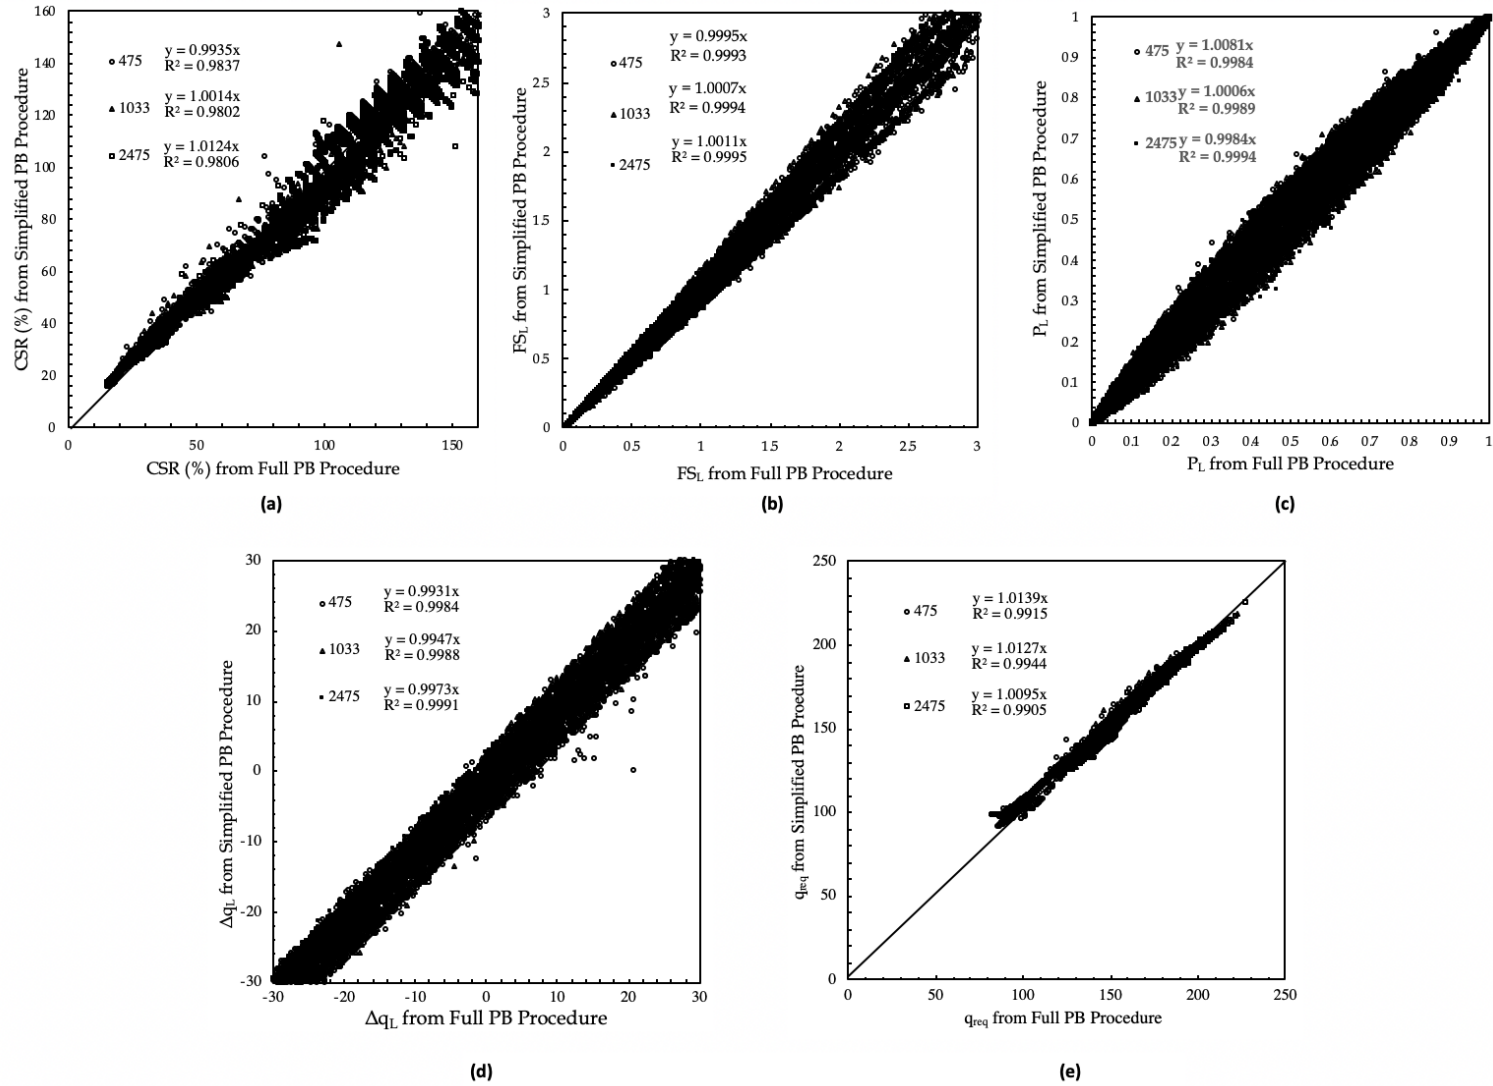 160
140
120
100
80
60
40
20
0
CSR (%) from Simplified PB Procedure
475
y = 0.9935x
R² = 0.9837
1033
y = 1.0014x
R² = 0.9802
2475
y = 1.0124x
R² = 0.9806
0 50 100 150
CSR (%) from Full PB Procedure
(a)
3
2.5
2
1.5
1
0.5
0
FSL from Simplified PB Procedure
475
y = 0.9995x
R² = 0.9993
1033
y = 1.0007x
R² = 0.9994
2475
y = 1.0011x
R² = 0.9995
0 0.5 1 1.5 2 2.5 3
FSL from Full PB Procedure
(b)
1
0.9
0.8
0.7
0.6
0.5
0.4
0.3
0.2
0.1
0
PL from Simplified PB Procedure
475
y = 1.0081x
R² = 0.9984
1033
y = 1.0006x
R² = 0.9989
2475
y = 0.9984x
R² = 0.9994
0 0.1 0.2 0.3 0.4 0.5 0.6 0.7 0.8 0.9 1
PL from Full PB Procedure
(c)
30
20
10
0
-10
-20
-30
ΔqL from Simplified PB Procedure
475
y = 0.9931x
R² = 0.9984
1033
y = 0.9947x
R² = 0.9988
2475
y = 0.9973x
R² = 0.9991
-30 -20 -10 0 10 20 30
ΔqL from Full PB Procedure
(d)
250
200
150
100
50
0
qreq from Simplified PB Proedure
475
y = 1.0139x
R² = 0.9915
1033
y = 1.0127x
R² = 0.9944
2475
y = 1.0095x
R² = 0.9905
0 50 100 150 200 250
qreq from Full PB Procedure
(e)